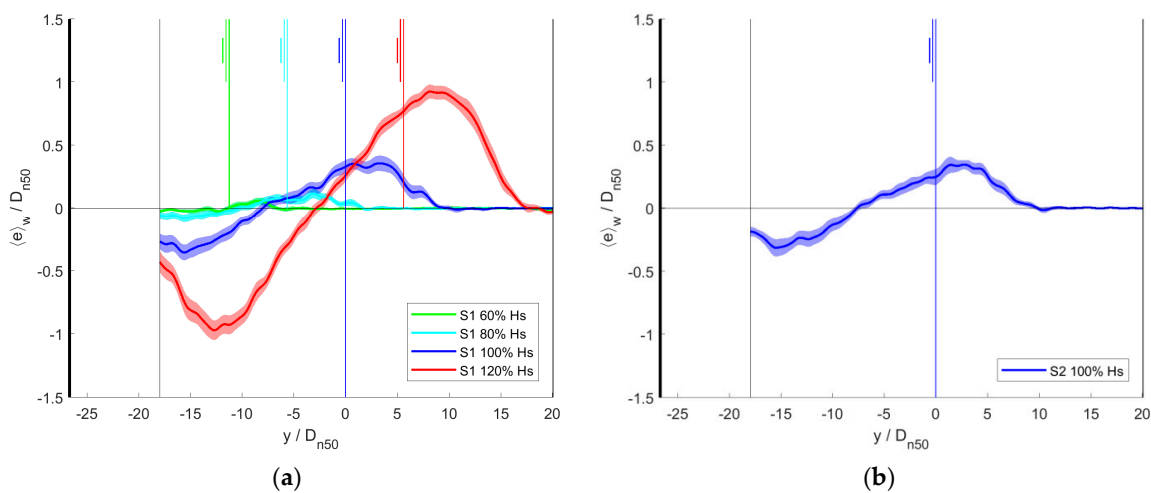 1.5
1
0.5
0
-0.5
-1
-1.5
⟨e⟩w / Dn50
S1 60% Hs
S1 80% Hs
S1 100% Hs
S1 120% Hs
-25 -20 -15 -10 -5 0 5 10 15 20
y / Dn50
(a)
1.5
1
0.5
0
-0.5
-1
-1.5
⟨e⟩w / Dn50
S2 100% Hs
-25 -20 -15 -10 -5 0 5 10 15 20
y / Dn50
(b)